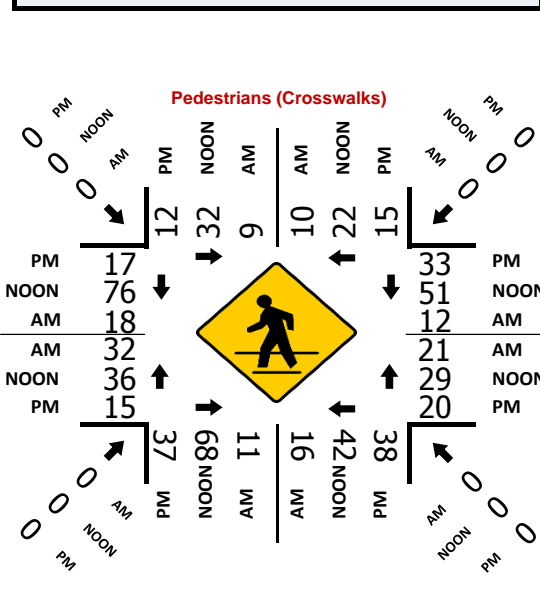 Pedestrians (Crosswalks)
PM NOON AM
0 0 0
PM NOON AM AM NOON PM
12 32 6 10 22 15
PM NOON AM
0 0 0
PM 17 33 PM
NOON 76 51 NOON
AM 18 12 AM
AM 32 21 AM
NOON 36 29 NOON
PM 15 20 PM
37 68 11 16 42 38
PM NOON AM AM NOON PM
0 0 0
AM NOON PM
0 0 0
AM NOON PM